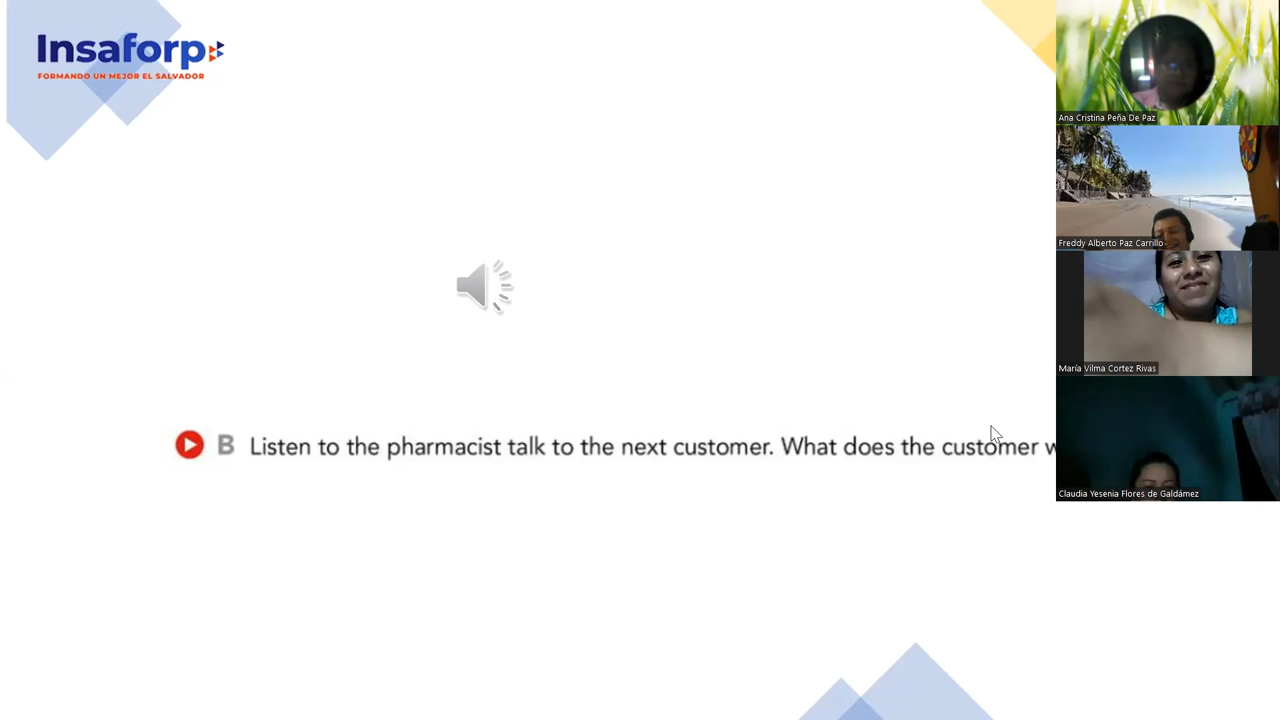 Insaforp
FORMANDO UN MEJOR EL SALVADOR
Ana Cristina Peña De Paz
Freddy Alberto Paz Carrillo
María Vilma Cortez Rivas
B Listen to the pharmacist talk to the next customer. What does the customer w
Claudia Yesenia Flores de Galdámez